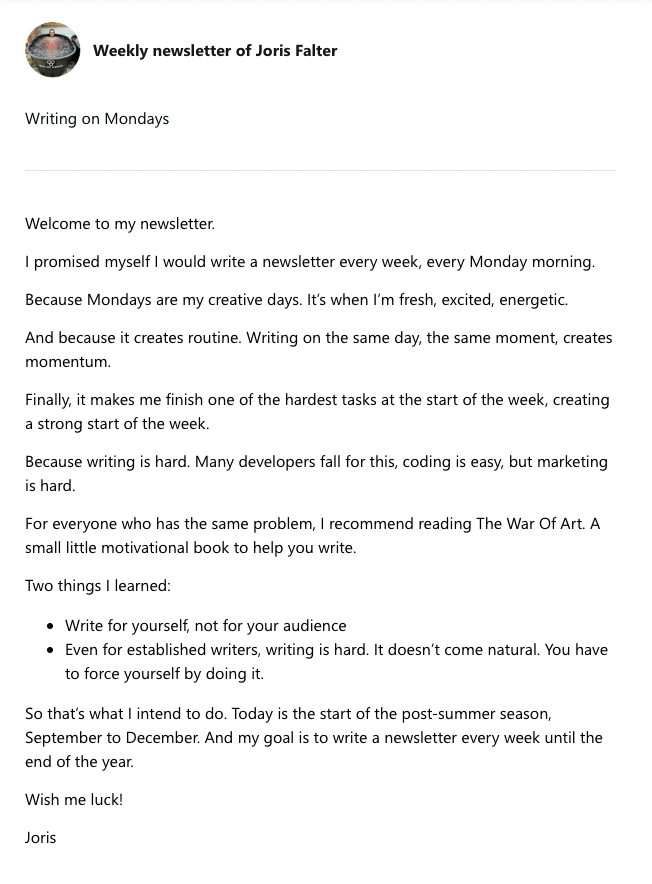 Weekly newsletter of Joris Falter
Writing on Mondays
Welcome to my newsletter.
I promised myself I would write a newsletter every week, every Monday morning.
Because Mondays are my creative days. It’s when I’m fresh, excited, energetic.
And because it creates routine. Writing on the same day, the same moment, creates
momentum.
Finally, it makes me finish one of the hardest tasks at the start of the week, creating
a strong start of the week.
Because writing is hard. Many developers fall for this, coding is easy, but marketing
is hard.
For everyone who has the same problem, I recommend reading The War Of Art. A
small little motivational book to help you write.
Two things I learned:
• Write for yourself, not for your audience
• Even for established writers, writing is hard. It doesn’t come natural. You have
to force yourself by doing it.
So that’s what I intend to do. Today is the start of the post-summer season,
September to December. And my goal is to write a newsletter every week until the
end of the year.
Wish me luck!
Joris